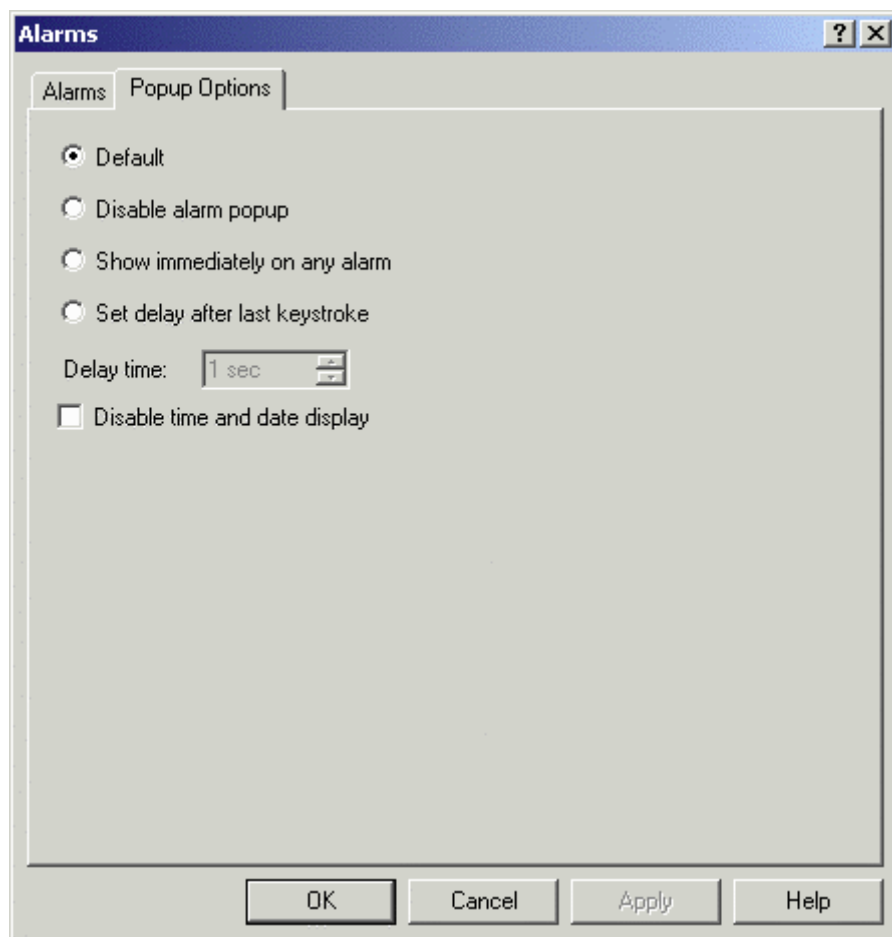 Alarms
Alarms Popup Options
Default
Disable alarm popup
Show immediately on any alarm
Set delay after last keystroke
Delay time: 1 sec
Disable time and date display
OK Cancel Apply Help